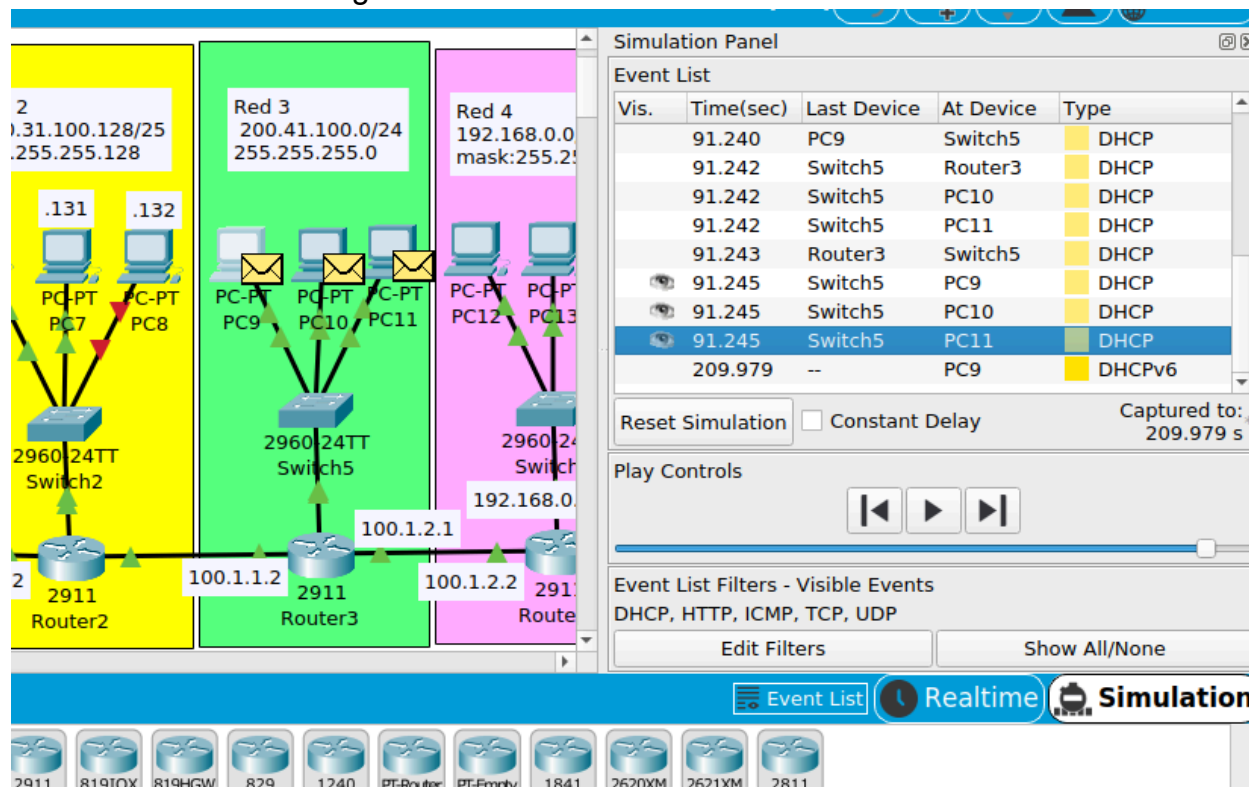 Simulation Panel
Event List
Vis. Time(sec) Last Device At Device Type
91.240 PC9 Switch5 DHCP
91.242 Switch5 Router3 DHCP
91.242 Switch5 PC10 DHCP
91.242 Switch5 PC11 DHCP
91.243 Router3 Switch5 DHCP
91.245 Switch5 PC9 DHCP
91.245 Switch5 PC10 DHCP
91.245 Switch5 PC11 DHCP
209.979 -- PC9 DHCPv6
Reset Simulation Constant Delay Captured to:
209.979 s
Play Controls
Event List Filters - Visible Events
DHCP, HTTP, ICMP, TCP, UDP
Edit Filters Show All/None
2
.31.100.128/25
.255.255.128
.131 .132
PC-PT PC-PT
PC7 PC8
2960-24TT
Switch2
2
2911
Router2
Red 3
200.41.100.0/24
255.255.255.0
PC-PT PC-PT PC-PT
PC9 PC10 PC11
2960-24TT
Switch5
100.1.2.1
100.1.1.2
2911
Router3
Red 4
192.168.0.0
mask:255.25
PC-PT PC-PT
PC12 PC13
2960-24
Switch
192.168.0.
100.1.2.2
291
Route
Event List Realtime Simulation
2911 819IOX 819HGW 829 1240 PT-Router PT-Empty 1841 2620XM 2621XM 2811